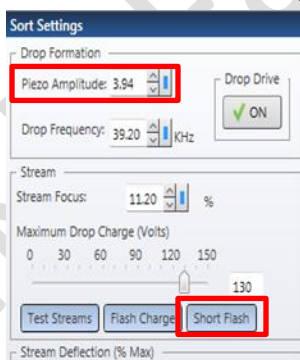 Sort Settings
Drop Formation
Piezo Amplitude: 3.94
Drop Drive
ON
Drop Frequency: 39.20 KHz
Stream
Stream Focus: 11.20 %
Maximum Drop Charge (Volts)
0 30 60 90 120 150
130
Test Streams Flash Charge Short Flash
Stream Deflection (% Max)